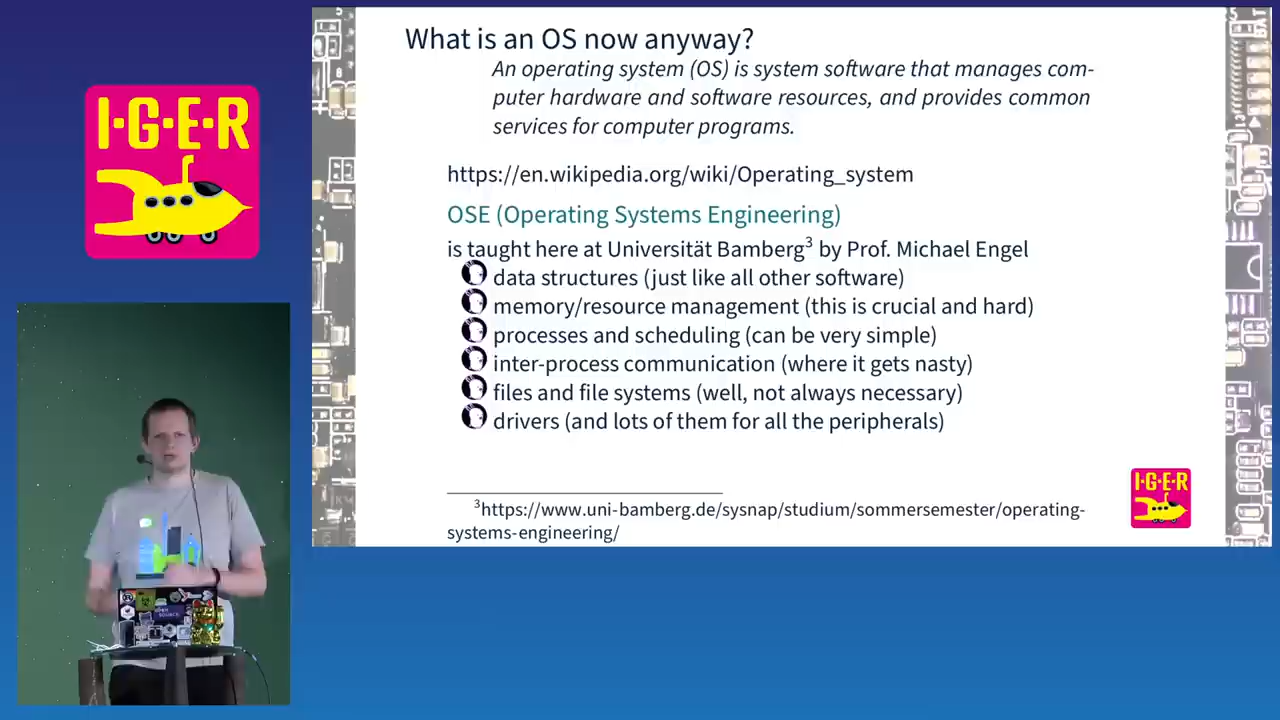 I·G·E·R
What is an OS now anyway?
An operating system (OS) is system software that manages com-
puter hardware and software resources, and provides common
services for computer programs.
https://en.wikipedia.org/wiki/Operating_system
OSE (Operating Systems Engineering)
is taught here at Universität Bamberg³ by Prof. Michael Engel
data structures (just like all other software)
memory/resource management (this is crucial and hard)
processes and scheduling (can be very simple)
inter-process communication (where it gets nasty)
files and file systems (well, not always necessary)
drivers (and lots of them for all the peripherals)
I·G·E·R
³https://www.uni-bamberg.de/sysnap/studium/sommersemester/operating-
systems-engineering/